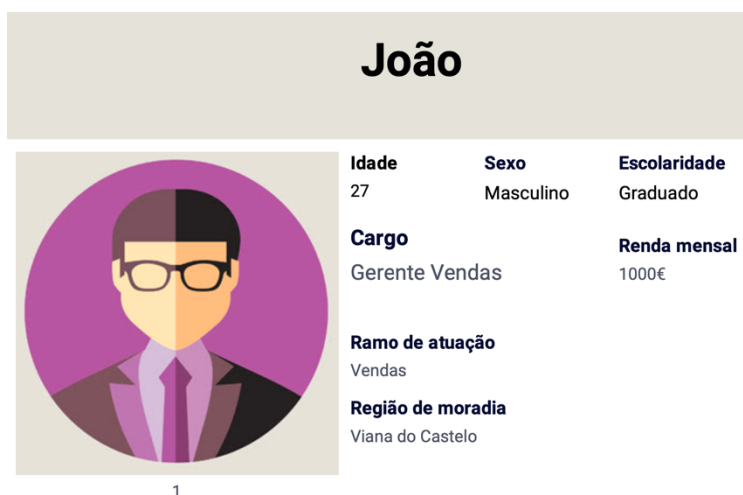 João
Idade Sexo Escolaridade
27 Masculino Graduado
Cargo Renda mensal
Gerente Vendas 1000€
Ramo de atuação
Vendas
Região de moradia
Viana do Castelo
1